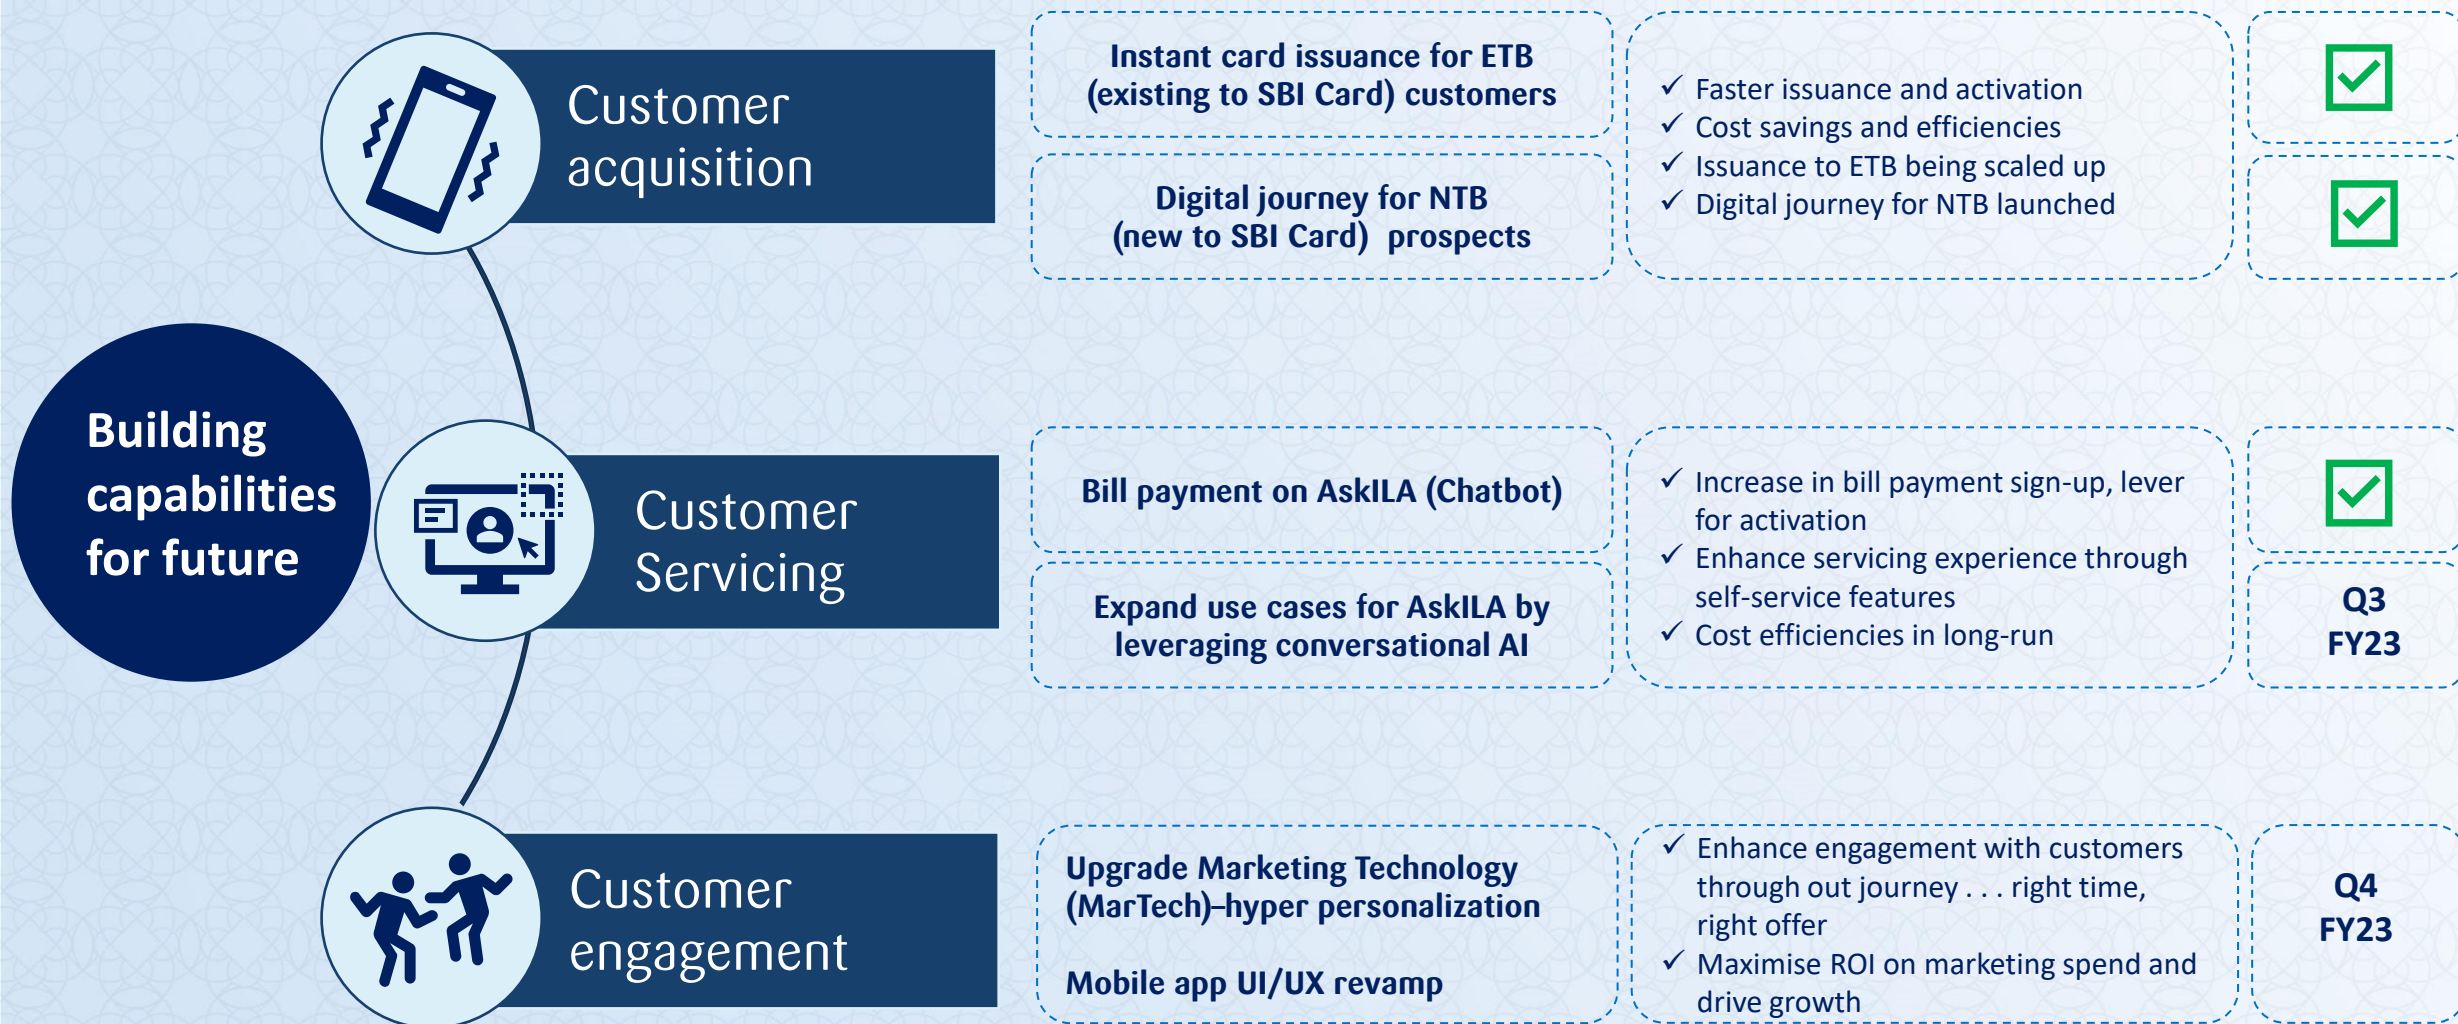 Building
capabilities
for future
Customer
acquisition
Instant card issuance for ETB
(existing to SBI Card) customers
Digital journey for NTB
(new to SBI Card) prospects
Faster issuance and activation
Cost savings and efficiencies
Issuance to ETB being scaled up
Digital journey for NTB launched
Customer
Servicing
Bill payment on AskILA (Chatbot)
Expand use cases for AskILA by
leveraging conversational AI
Increase in bill payment sign-up, lever
for activation
Enhance servicing experience through
self-service features
Cost efficiencies in long-run
Q3
FY23
Customer
engagement
Upgrade Marketing Technology
(MarTech)–hyper personalization
Mobile app UI/UX revamp
Enhance engagement with customers
through out journey . . . right time,
right offer
Maximise ROI on marketing spend and
drive growth
Q4
FY23